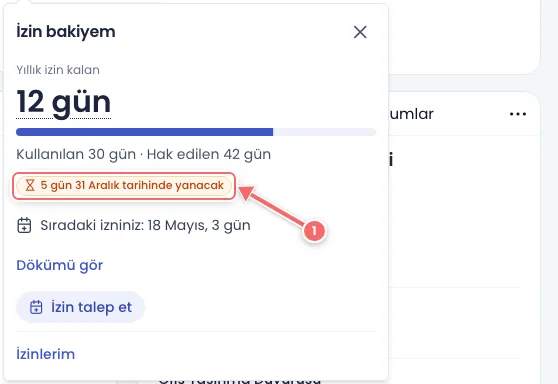 İzin bakiyem
Yıllık izin kalan
12 gün
umlar
Kullanılan 30 gün · Hak edilen 42 gün
5 gün 31 Aralık tarihinde yanacak
1
Sıradaki izniniz: 18 Mayıs, 3 gün
Dökümü gör
İzin talep et
İzinlerim